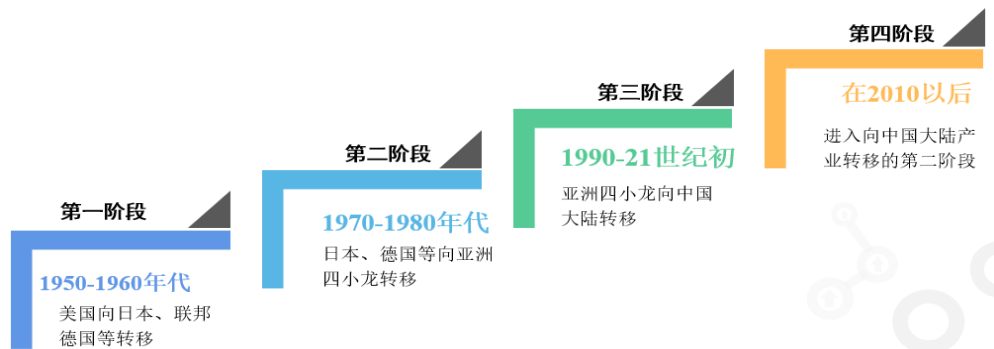 第一阶段
1950-1960年代
美国向日本、联邦
德国等转移
第二阶段
1970-1980年代
日本、德国等向亚洲
四小龙转移
第三阶段
1990-21世纪初
亚洲四小龙向中国
大陆转移
第四阶段
在2010以后
进入向中国大陆产
业转移的第二阶段